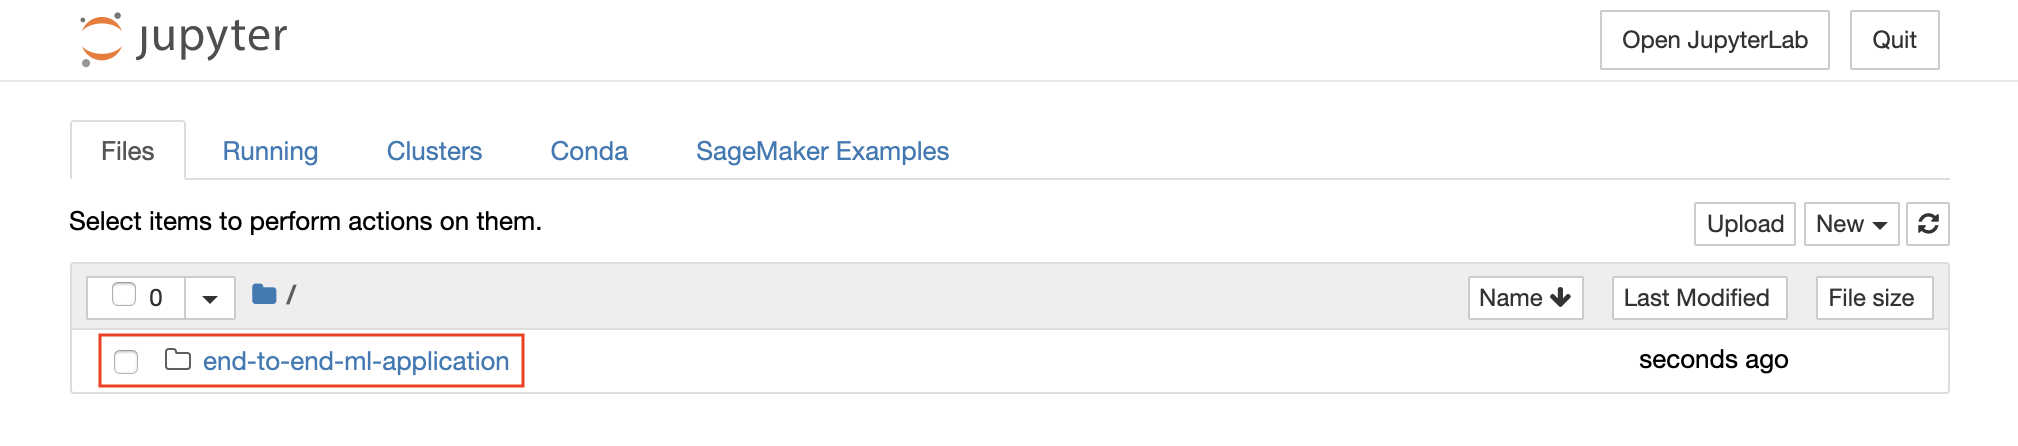 jupyter
Open JupyterLab
Quit
Files
Running
Clusters
Conda
SageMaker Examples
Select items to perform actions on them.
Upload
New
0
/
Name
Last Modified
File size
end-to-end-ml-application
seconds ago